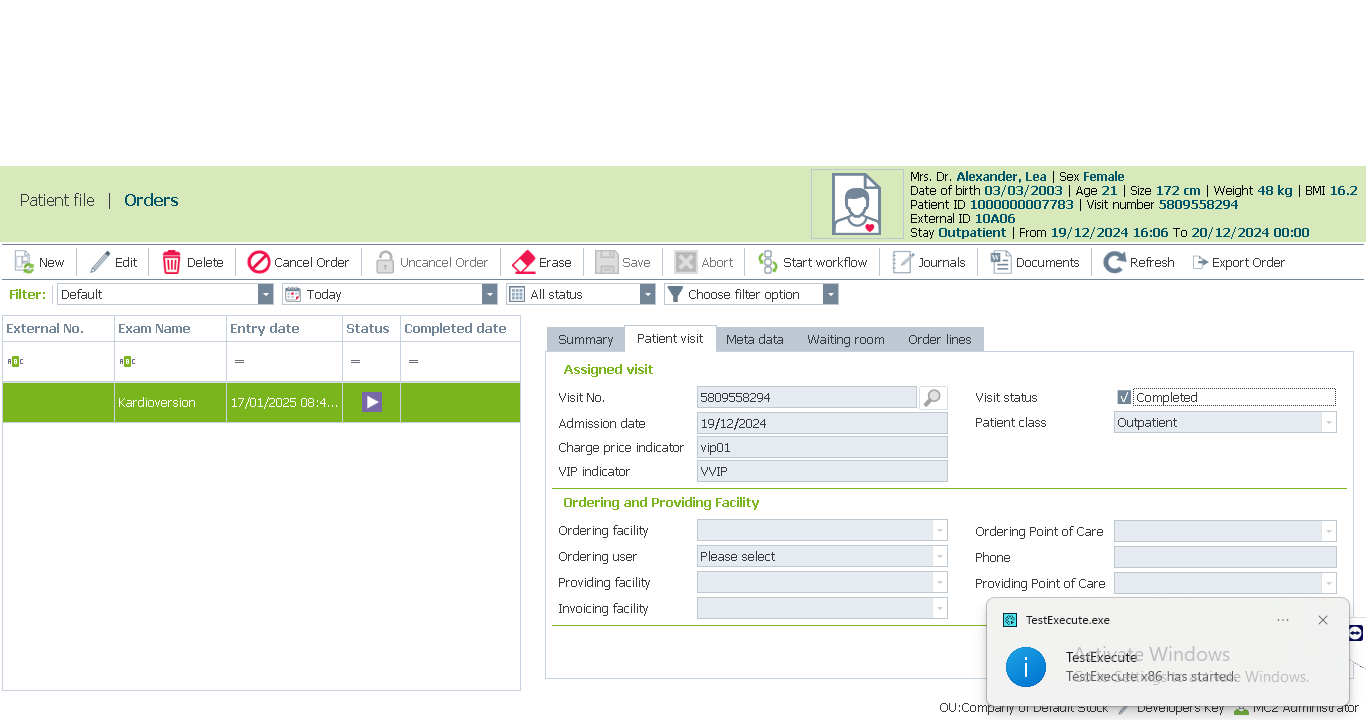 Patient file | Orders
Mrs. Dr. Alexander, Lea | Sex Female
Date of birth 03/03/2003 | Age 21 | Size 172 cm | Weight 48 kg | BMI 16.2
Patient ID 1000000007783 | Visit number 5809558294
External ID 10A06
Stay Outpatient | From 19/12/2024 16:06 To 20/12/2024 00:00
New Edit Delete Cancel Order Uncancel Order Erase Save Abort Start workflow Journals Documents Refresh Export Order
Filter: Default Today All status Choose filter option
External No. Exam Name Entry date Status Completed date
ABC ABC = = =
Kardioversion 17/01/2025 08:4...
Summary Patient visit Meta data Waiting room Order lines
Assigned visit
Visit No. 5809558294 Visit status Completed
Admission date 19/12/2024 Patient class Outpatient
Charge price indicator vip01
VIP indicator VVIP
Ordering and Providing Facility
Ordering facility Ordering Point of Care
Ordering user Please select Phone
Providing facility Providing Point of Care
Invoicing facility
TestExecute.exe
Activate Windows
TestExecute
Go to Settings to activate Windows.
TestExecute x86 has started.
OU:Company of Default Stock Developers Key MC2 Administrator